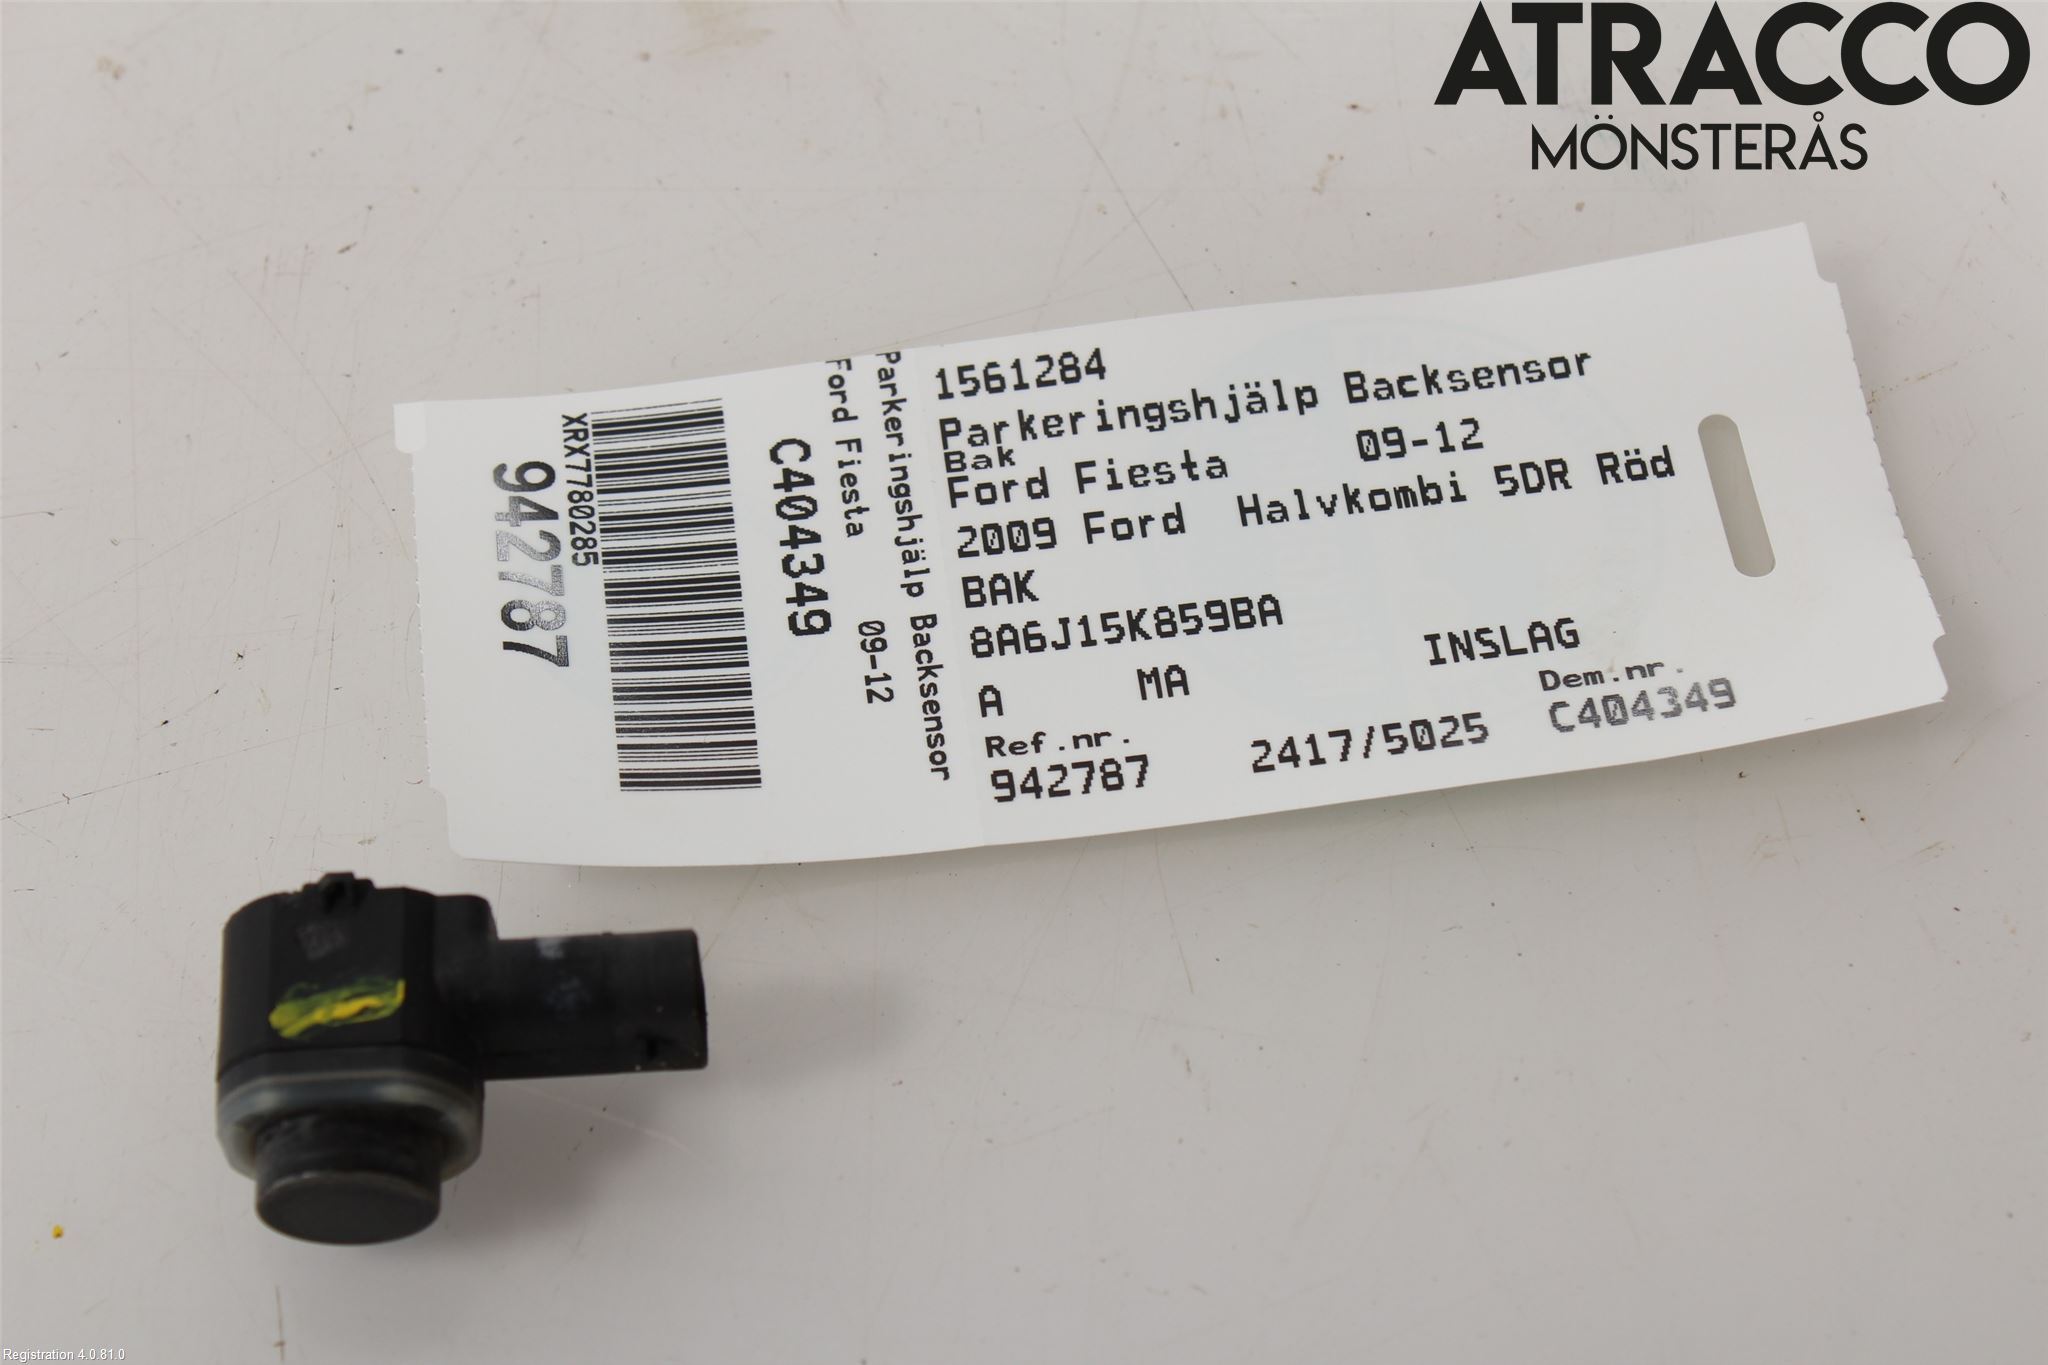 ATRACCO
MÖNSTERÅS
1561284
Parkeringshjälp Backsensor
Bak
Ford Fiesta 09-12
2009 Ford Halvkombi 5DR Röd
BAK
8A6J15K859BA
A MA INSLAG
Ref.nr. Dem.nr.
942787 2417/5025 C404349
Parkeringshjälp Backsensor
Ford Fiesta 09-12
C404349
XRX7780285
942787
Registration 4.0.81.0